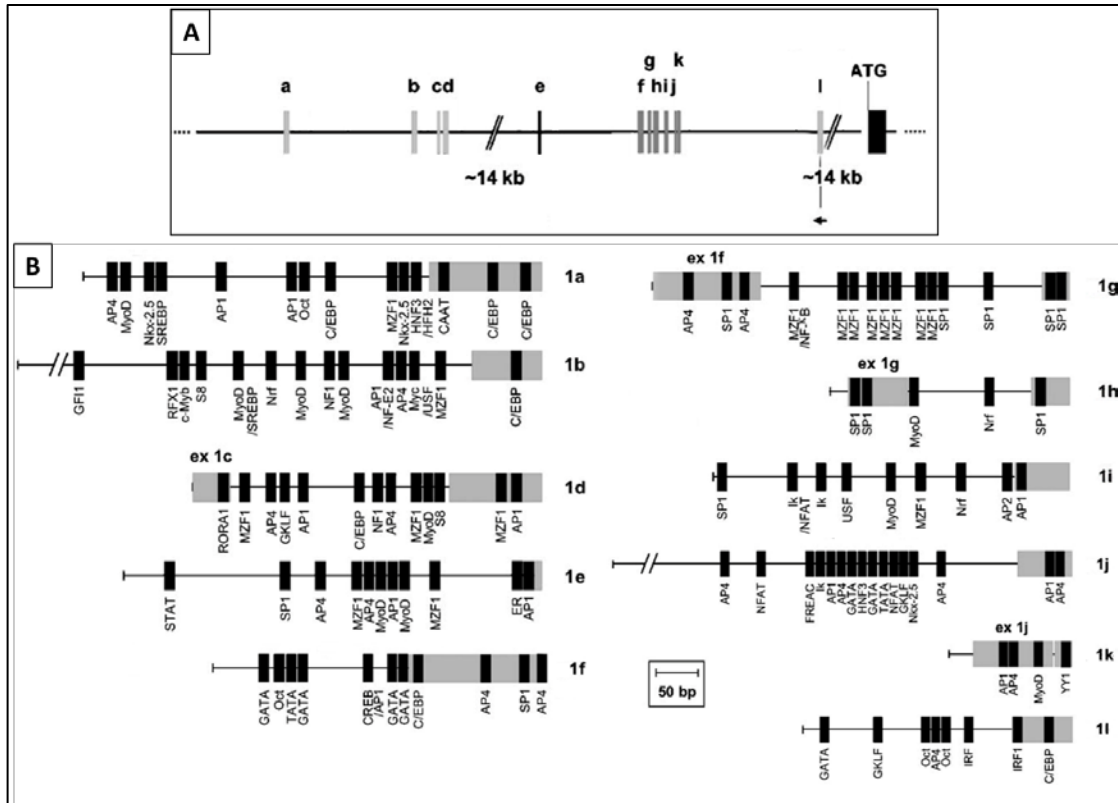 A
a b cd e f g h i j k l ATG
~14 kb ~14 kb
B
1a
AP4 MyoD Nkx-2.5 SREBP AP1 AP1 Oct C/EBP MZF1 Nkx-2.5 HNF3 /HFH2 CAAT C/EBP C/EBP
1b
GFI1 RFX1 c-Myb S8 MyoD /SREBP Nrf MyoD NF1 MyoD AP1 /NF-E2 AP4 Myc /USF MZF1 C/EBP
ex 1c
1d
RORA1 MZF1 AP4 GKLF AP1 C/EBP NF1 AP4 MZF1 MyoD S8 MZF1 AP1
1e
STAT SP1 AP4 MZF1 AP4 MyoD AP1 MyoD MZF1 ER AP1
1f
GATA Oct TATA GATA CREB /AP1 GATA GATA C/EBP AP4 SP1 AP4
ex 1f
1g
AP4 SP1 AP4 MZF1 /NF-kB MZF1 MZF1 MZF1 MZF1 MZF1 MZF1 MZF1 SP1 SP1 SP1 SP1
ex 1g
1h
SP1 SP1 MyoD Nrf SP1
1i
SP1 Ik /NFAT Ik USF MyoD MZF1 Nrf AP2 AP1
1j
AP4 NFAT FREAC Ik AP1 AP4 GATA HNF3 GATA TATA NFAT GKLF Nkx-2.5 AP4 AP1 AP4
ex 1j
1k
AP1 AP4 MyoD YY1
50 bp
1l
GATA GKLF Oct AP4 Oct IRF IRF1 C/EBP